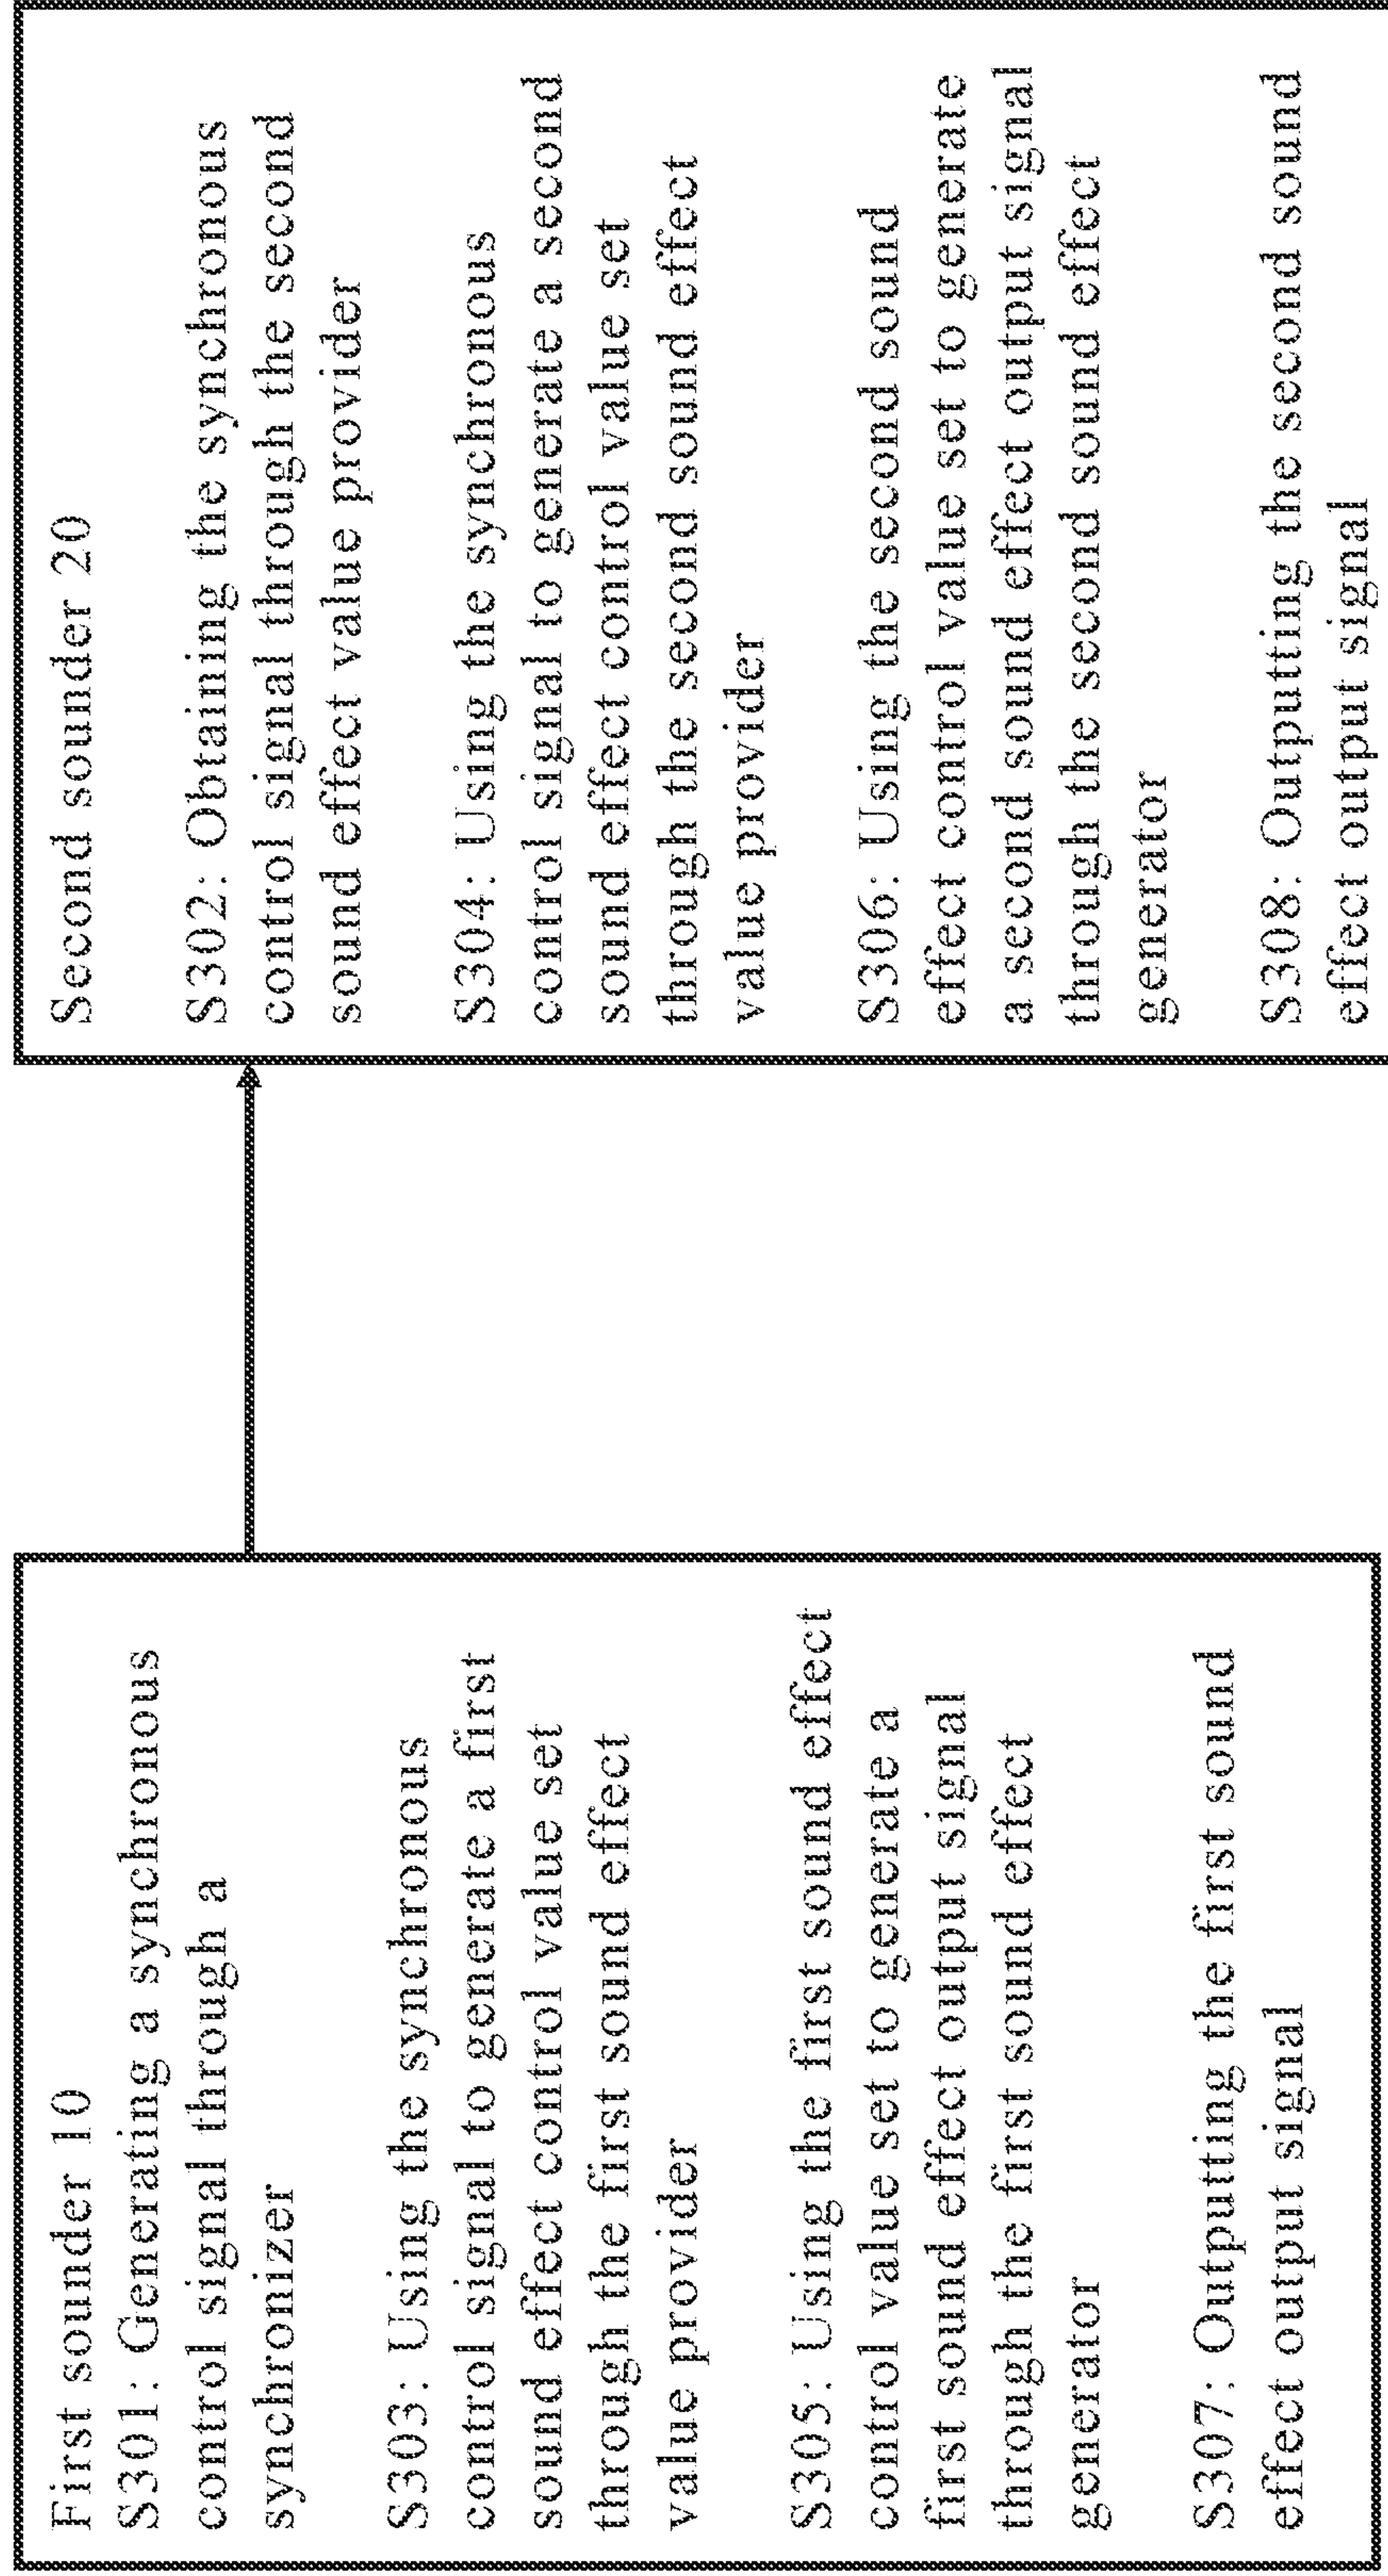 First sounder 10
S301: Generating a synchronous
control signal through a
synchronizer
S303: Using the synchronous
control signal to generate a first
sound effect control value set
through the first sound effect
value provider
S305: Using the first sound effect
control value set to generate a
first sound effect output signal
through the first sound effect
generator
S307: Outputting the first sound
effect output signal
Second sounder 20
S302: Obtaining the synchronous
control signal through the second
sound effect value provider
S304: Using the synchronous
control signal to generate a second
sound effect control value set
through the second sound effect
value provider
S306: Using the second sound
effect control value set to generate
a second sound effect output signal
through the second sound effect
generator
S308: Outputting the second sound
effect output signal